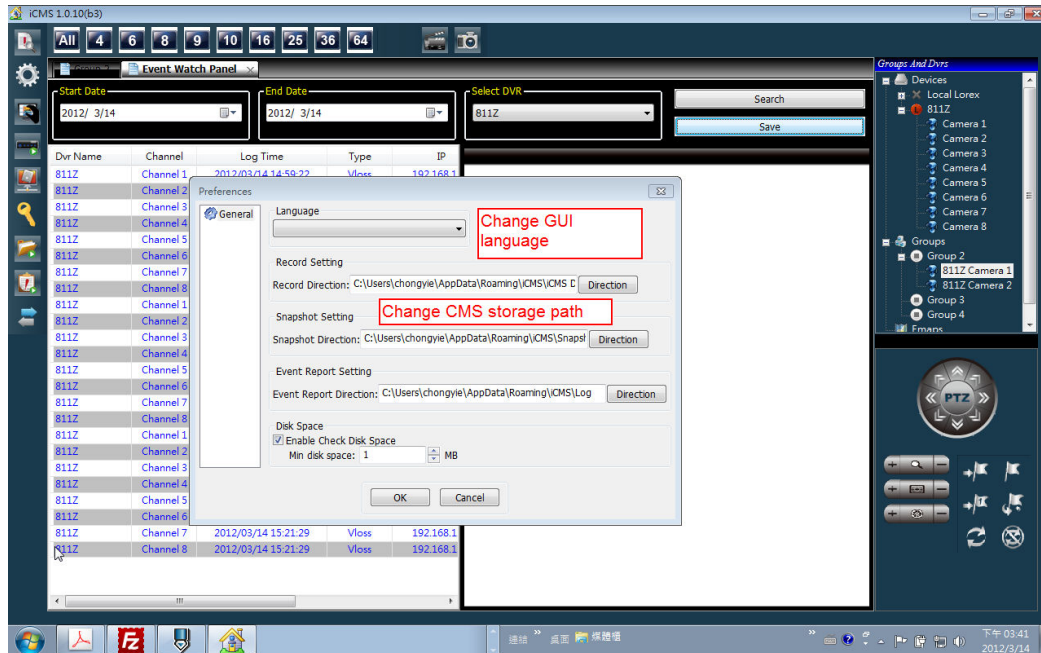 iCMS 1.0.10(b3)
All 4 6 8 9 10 16 25 36 64
Event Watch Panel
Start Date
2012/ 3/14
End Date
2012/ 3/14
Select DVR
811Z
Search
Save
Dvr Name Channel Log Time Type IP
811Z Channel 1 2012/03/14 14:59:22 Vloss 192.168.1
811Z Channel 2
811Z Channel 3
811Z Channel 4
811Z Channel 5
811Z Channel 6
811Z Channel 7
811Z Channel 8
811Z Channel 1
811Z Channel 2
811Z Channel 3
811Z Channel 4
811Z Channel 5
811Z Channel 6
811Z Channel 7
811Z Channel 8
811Z Channel 1
811Z Channel 2
811Z Channel 3
811Z Channel 4
811Z Channel 5
811Z Channel 6
811Z Channel 7 2012/03/14 15:21:29 Vloss 192.168.1
811Z Channel 8 2012/03/14 15:21:29 Vloss 192.168.1
Preferences
General
Language
Change GUI
language
Record Setting
Record Direction: C:\Users\chongyie\AppData\Roaming\iCMS\iCMS D Direction
Change CMS storage path
Snapshot Setting
Snapshot Direction: C:\Users\chongyie\AppData\Roaming\iCMS\Snapsl Direction
Event Report Setting
Event Report Direction: C:\Users\chongyie\AppData\Roaming\iCMS\Log Direction
Disk Space
Enable Check Disk Space
Min disk space: 1 MB
OK Cancel
Groups And Dvrs
Devices
Local Lorex
811Z
Camera 1
Camera 2
Camera 3
Camera 4
Camera 5
Camera 6
Camera 7
Camera 8
Groups
Group 2
811Z Camera 1
811Z Camera 2
Group 3
Group 4
Emaps
PTZ
連結 桌面 媒體櫃
下午 03:41
2012/3/14